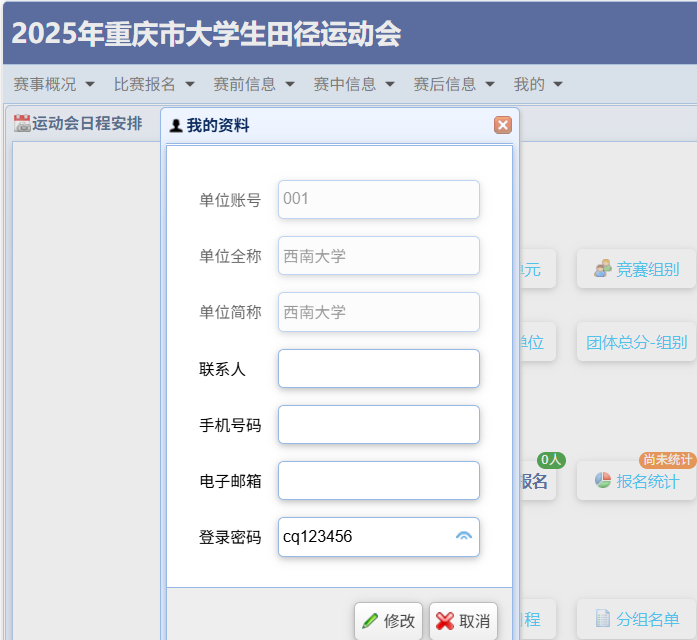 2025年重庆市大学生田径运动会
赛事概况 比赛报名 赛前信息 赛中信息 赛后信息 我的
运动会日程安排
我的资料
单位账号 001
单位全称 西南大学
单位简称 西南大学
联系人
手机号码
电子邮箱
登录密码 cq123456
修改 取消
单元 竞赛组别
单位 团体总分-组别
0人 尚未统计
报名 报名统计
程 分组名单